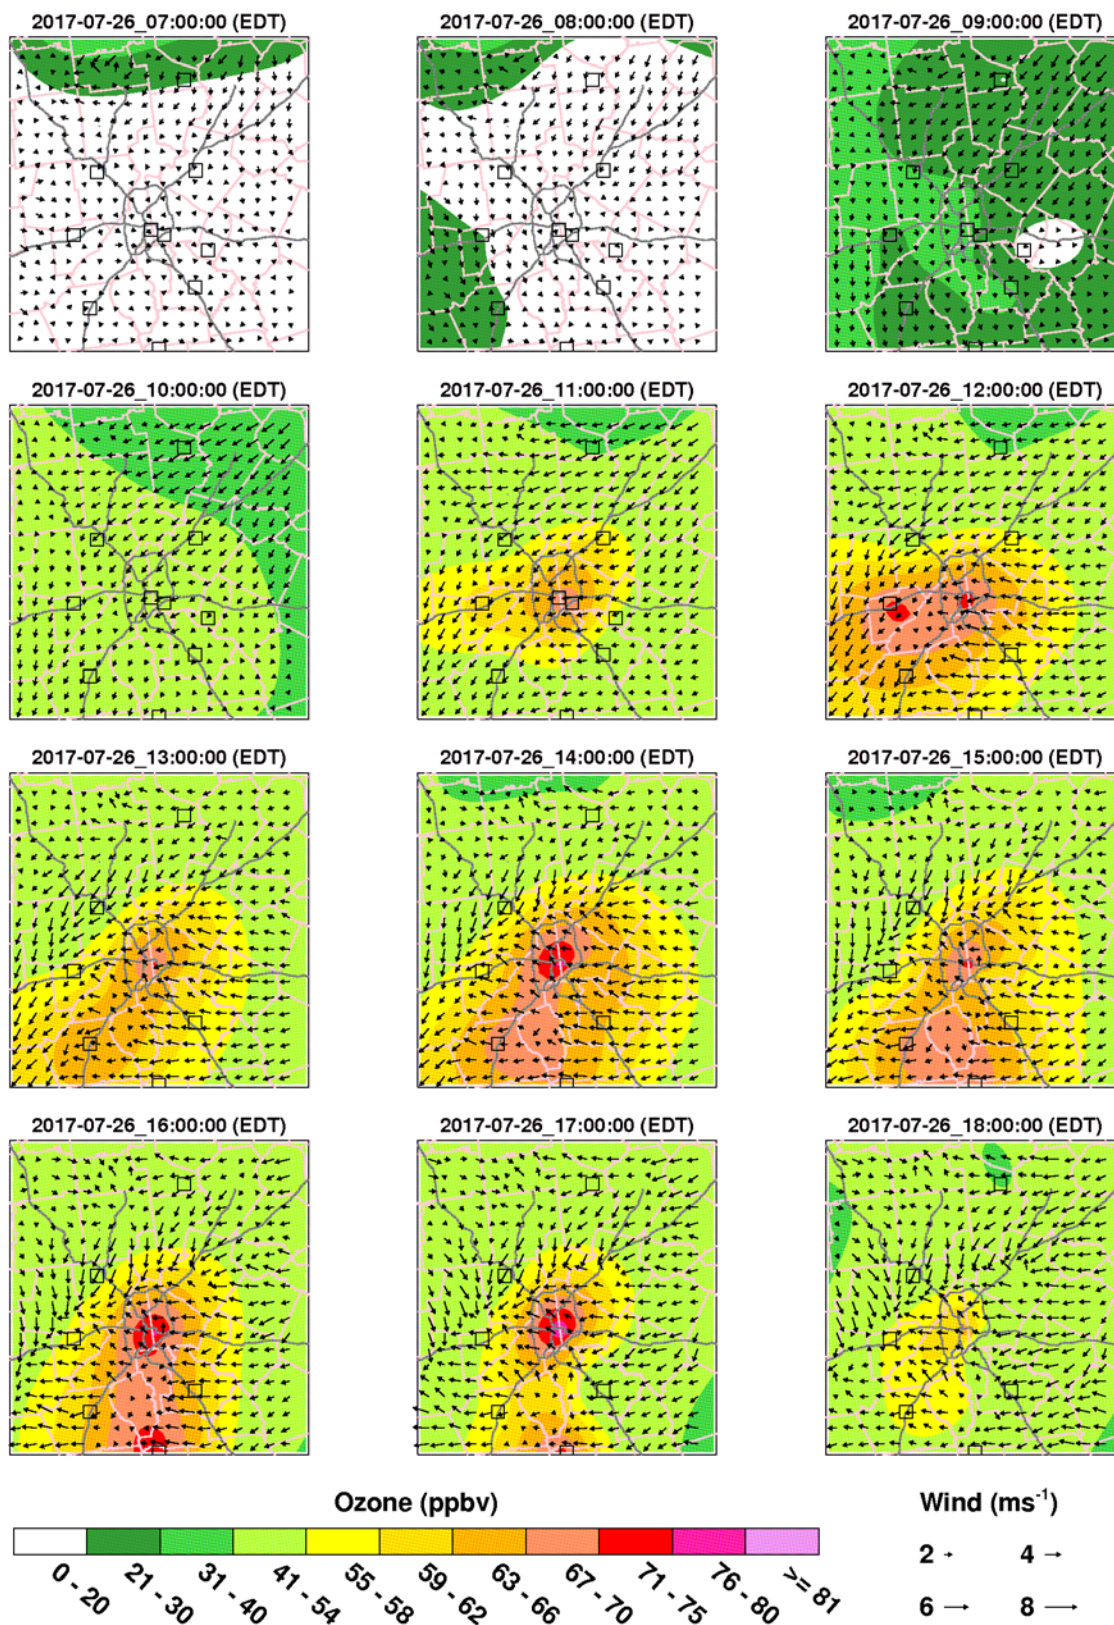 2017-07-26_07:00:00 (EDT)
2017-07-26_08:00:00 (EDT)
2017-07-26_09:00:00 (EDT)
2017-07-26_10:00:00 (EDT)
2017-07-26_11:00:00 (EDT)
2017-07-26_12:00:00 (EDT)
2017-07-26_13:00:00 (EDT)
2017-07-26_14:00:00 (EDT)
2017-07-26_15:00:00 (EDT)
2017-07-26_16:00:00 (EDT)
2017-07-26_17:00:00 (EDT)
2017-07-26_18:00:00 (EDT)
Ozone (ppbv)
0 - 20
21 - 30
31 - 40
41 - 54
55 - 58
59 - 62
63 - 66
67 - 70
71 - 75
76 - 80
>= 81
Wind (ms⁻¹)
2
4
6
8